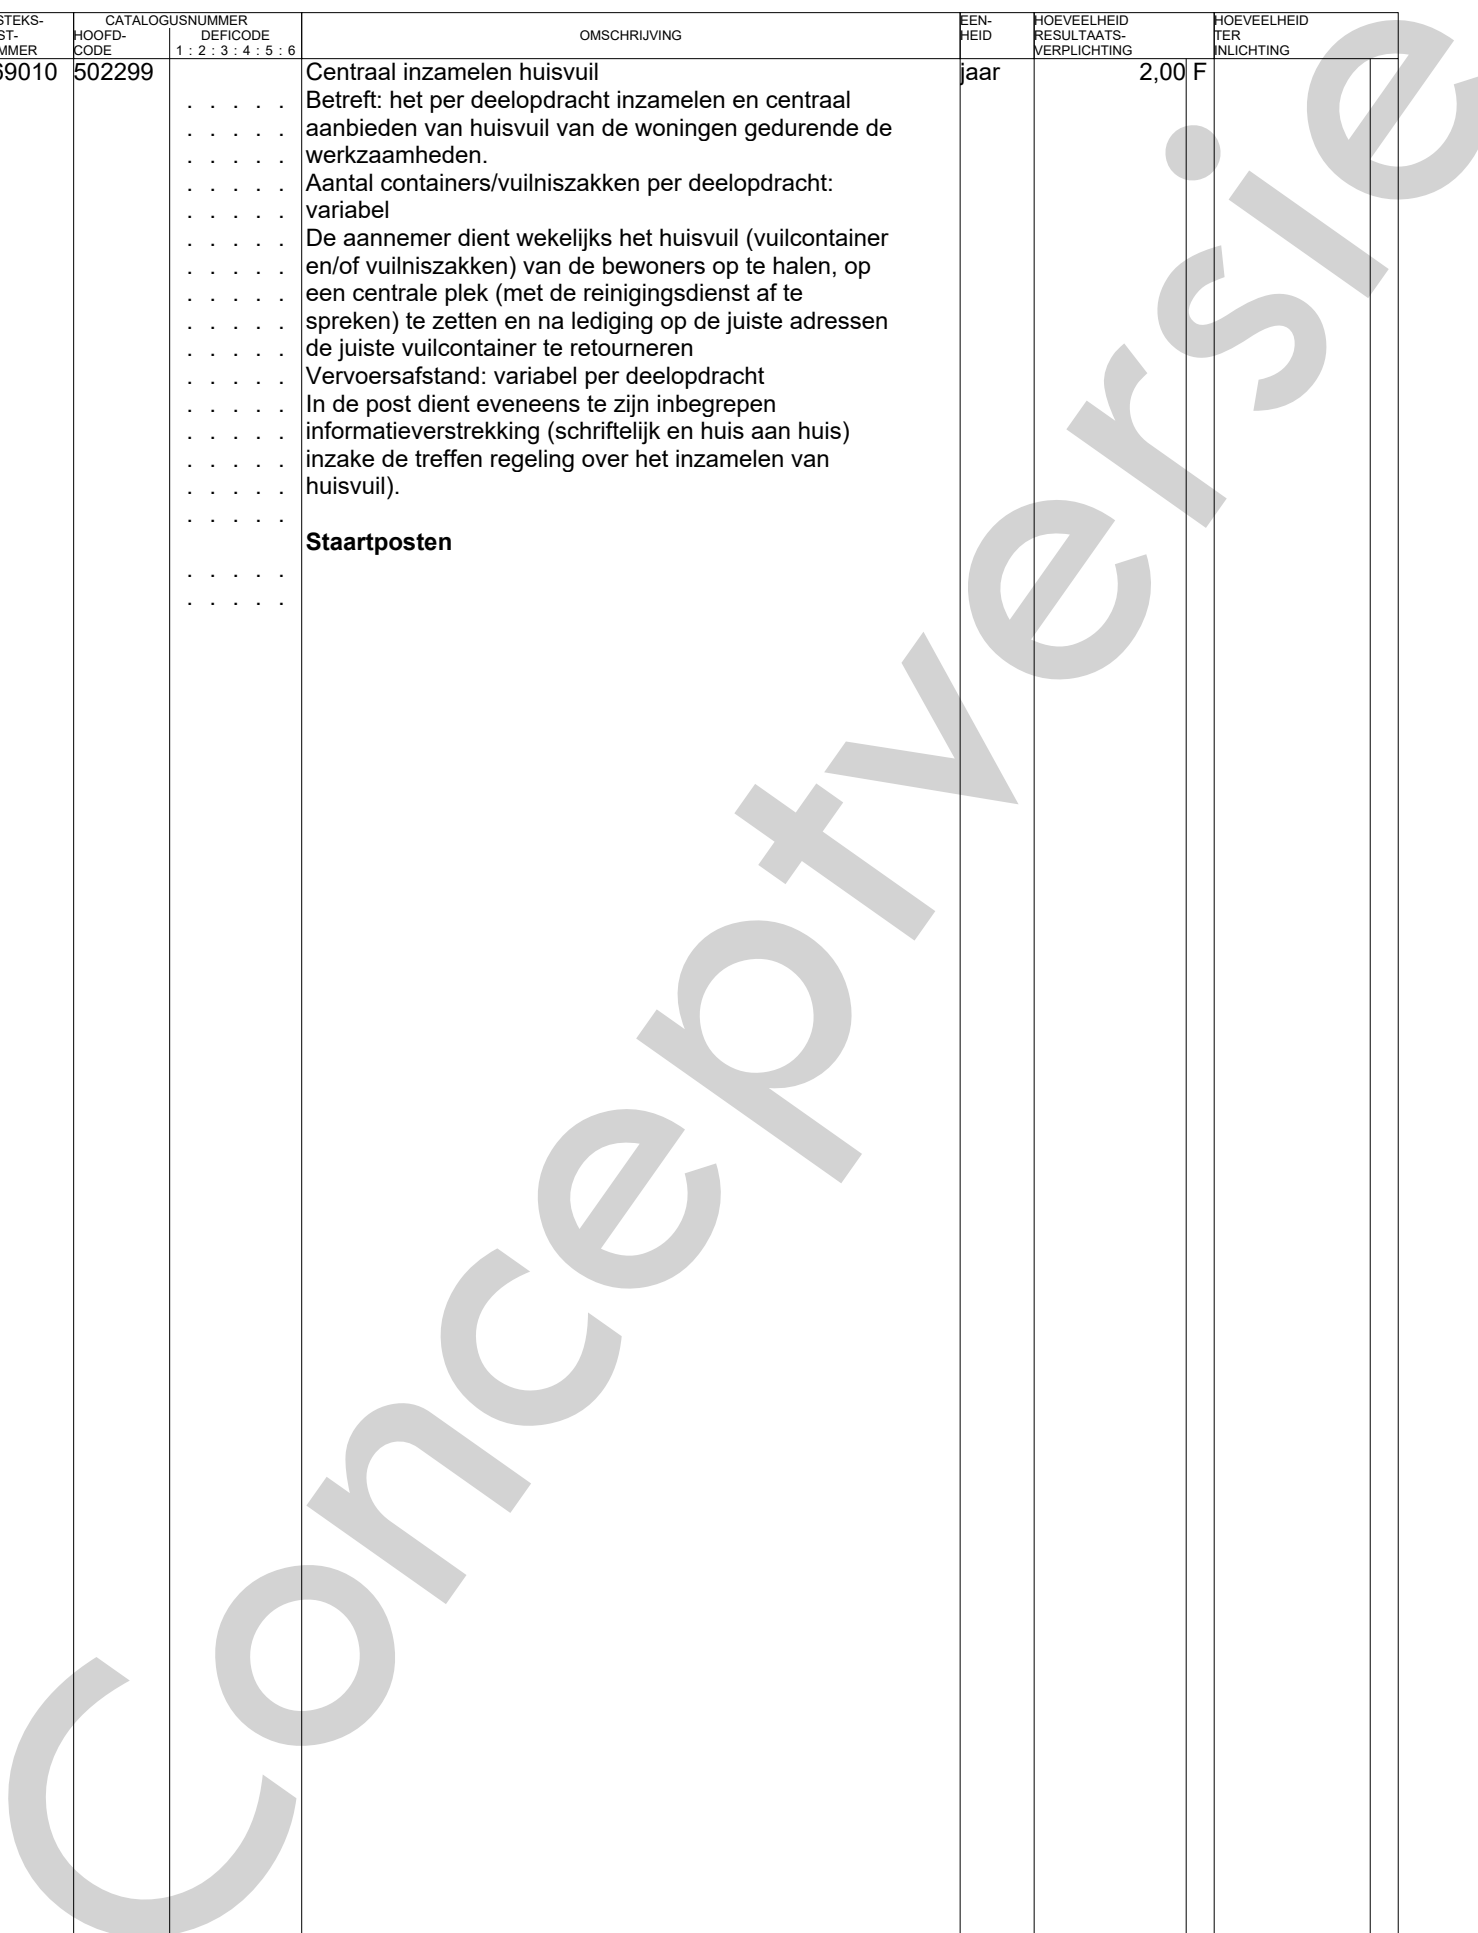 STEKS- CATALOGUSNUMMER EEN- HOEVEELHEID HOEVEELHEID
ST- HOOFD- DEFICODE OMSCHRIJVING HEID RESULTAATS- TER
MMER CODE 1 : 2 : 3 : 4 : 5 : 6 VERPLICHTING INLICHTING
69010 502299 Centraal inzamelen huisvuil jaar 2,00 F
. . . . . Betreft: het per deelopdracht inzamelen en centraal
. . . . . aanbieden van huisvuil van de woningen gedurende de
. . . . . werkzaamheden.
. . . . . Aantal containers/vuilniszakken per deelopdracht:
. . . . . variabel
. . . . . De aannemer dient wekelijks het huisvuil (vuilcontainer
. . . . . en/of vuilniszakken) van de bewoners op te halen, op
. . . . . een centrale plek (met de reinigingsdienst af te
. . . . . spreken) te zetten en na lediging op de juiste adressen
. . . . . de juiste vuilcontainer te retourneren
. . . . . Vervoersafstand: variabel per deelopdracht
. . . . . In de post dient eveneens te zijn inbegrepen
. . . . . informatieverstrekking (schriftelijk en huis aan huis)
. . . . . inzake de treffen regeling over het inzamelen van
. . . . . huisvuil).
. . . . .
Staartposten
. . . . .
. . . . .
Conceptversie